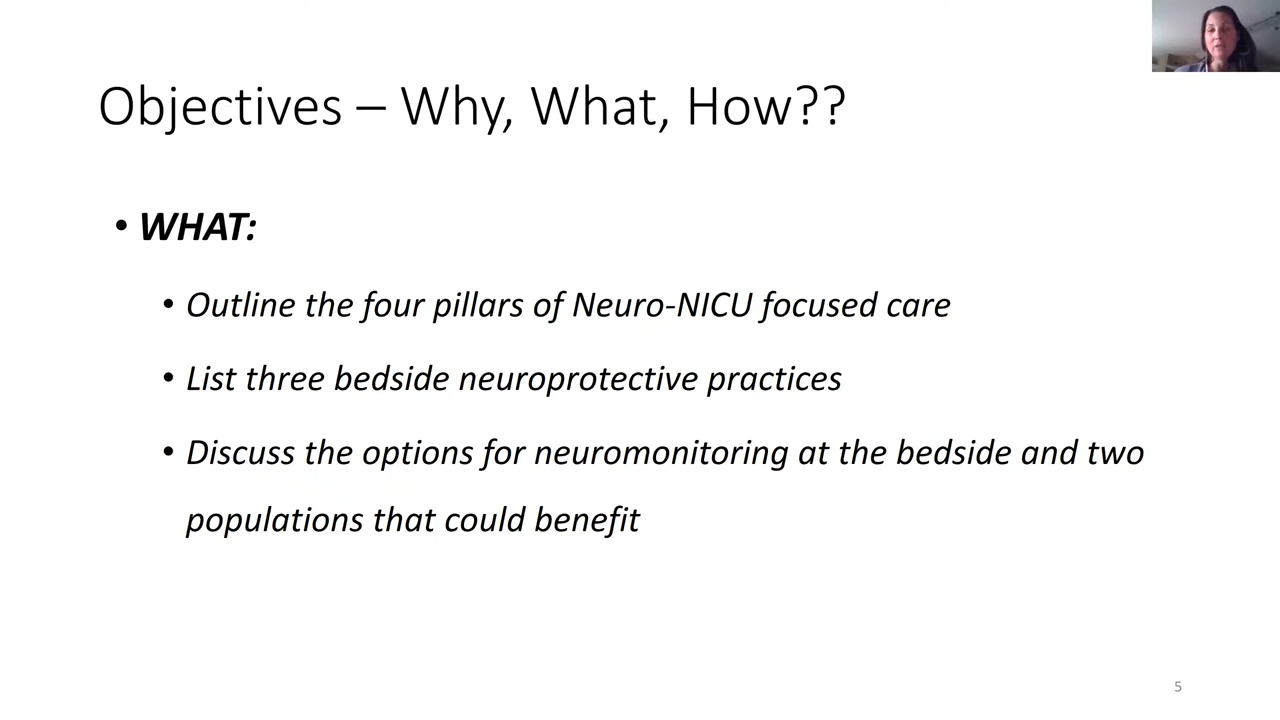 Objectives – Why, What, How??
• WHAT:
• Outline the four pillars of Neuro-NICU focused care
• List three bedside neuroprotective practices
• Discuss the options for neuromonitoring at the bedside and two
populations that could benefit
5